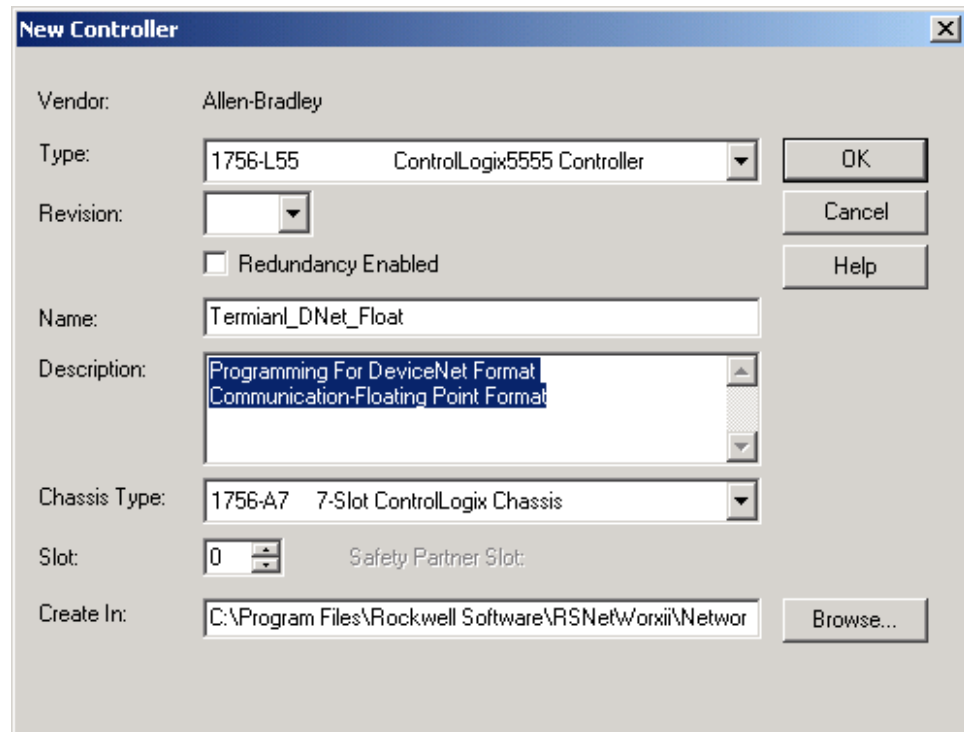 New Controller
Vendor: Allen-Bradley
Type: 1756-L55 ControlLogix5555 Controller OK
Revision: Cancel
Redundancy Enabled Help
Name: Termianl_DNet_Float
Description: Programming For DeviceNet Format
Communication-Floating Point Format
Chassis Type: 1756-A7 7-Slot ControlLogix Chassis
Slot: 0 Safety Partner Slot:
Create In: C:\Program Files\Rockwell Software\RSNetWorxii\Networ Browse...